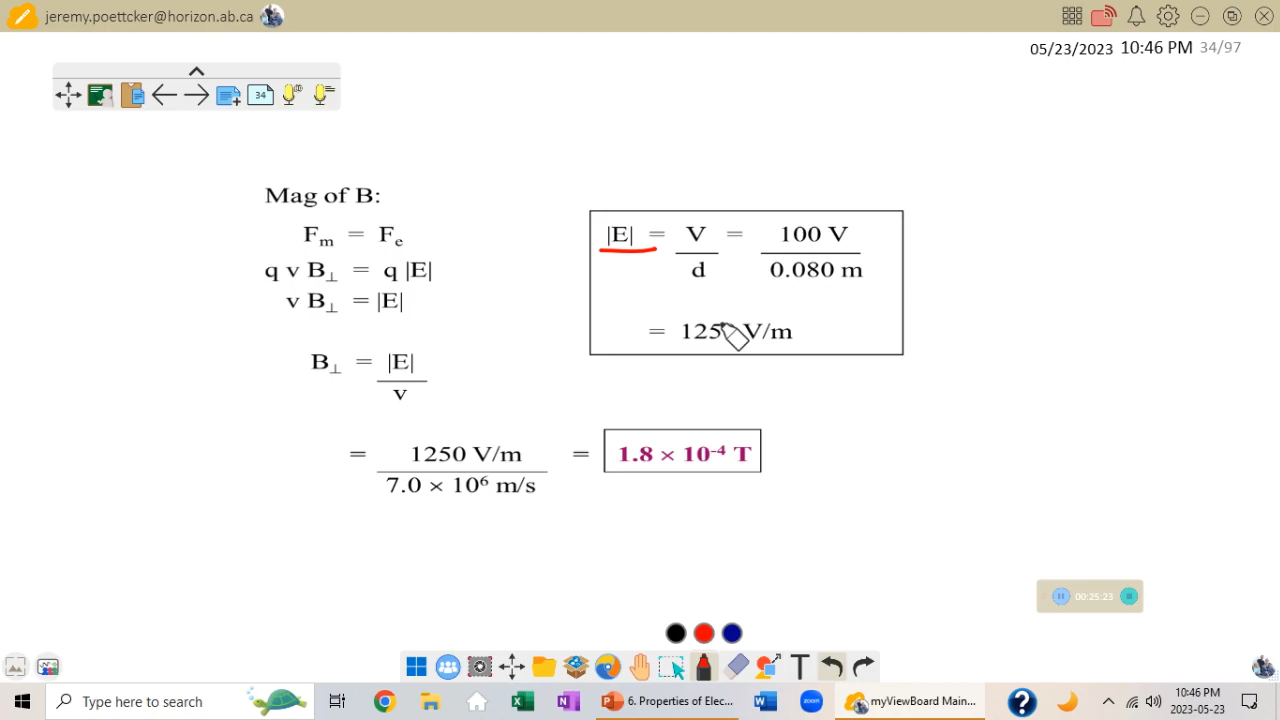 jeremy.poettcker@horizon.ab.ca
05/23/2023 10:46 PM 34/97
34
Mag of B:
Fm = Fe
q v B⊥ = q |E|
v B⊥ = |E|
B⊥ = |E|
v
= 1250 V/m = 1.8 × 10⁻⁴ T
7.0 × 10⁶ m/s
|E| = V = 100 V
d 0.080 m
= 125 V/m
00:25:23
Type here to search
6. Properties of Elec...
myViewBoard Main...
10:46 PM
2023-05-23